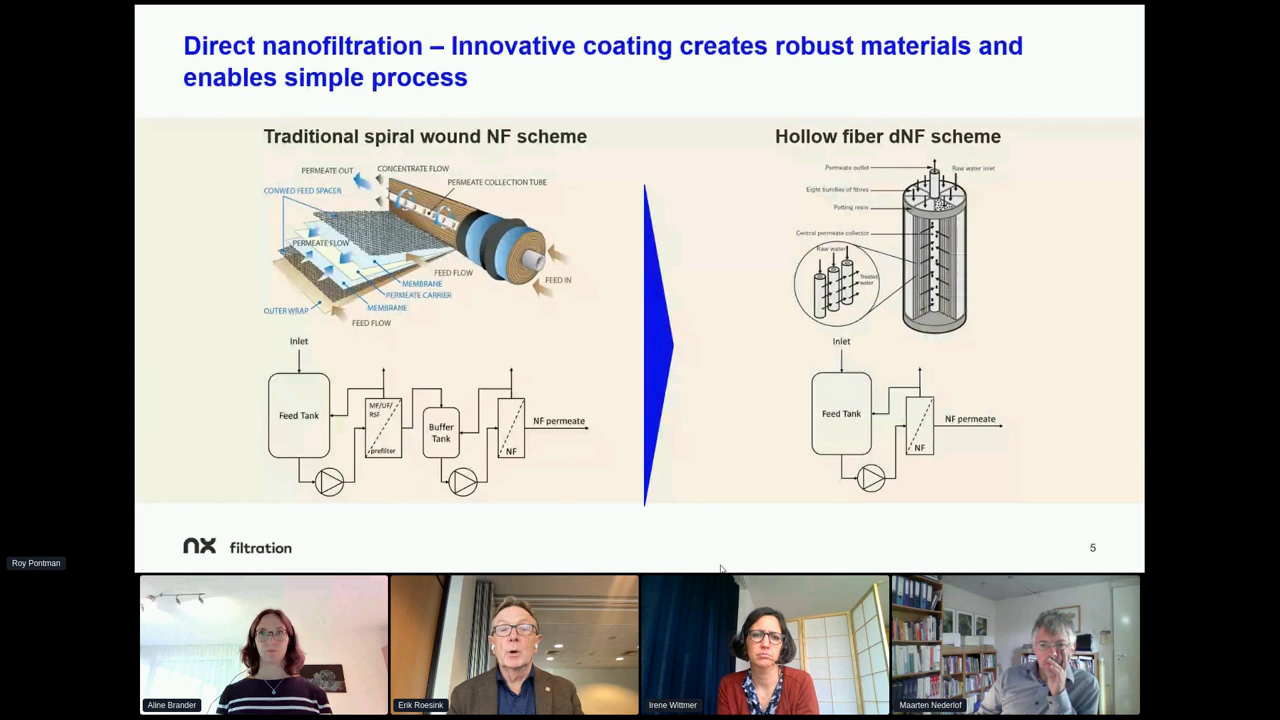 Direct nanofiltration – Innovative coating creates robust materials and
enables simple process
Traditional spiral wound NF scheme
PERMEATE OUT
CONCENTRATE FLOW
PERMEATE COLLECTION TUBE
CONWED FEED SPACER
PERMEATE FLOW
FEED FLOW
FEED IN
MEMBRANE
PERMEATE CARRIER
MEMBRANE
OUTER WRAP
FEED FLOW
Inlet
Feed Tank
MF/UF/
RSF
prefilter
Buffer
Tank
NF
NF permeate
Hollow fiber dNF scheme
Permeate outlet
Raw water inlet
Eight bundles of fibres
Potting resin
Central permeate collector
Raw water
Treated
water
Inlet
Feed Tank
NF
NF permeate
nx filtration
5
Roy Pontman
Aline Brander
Erik Roesink
Irene Wittmer
Maarten Nederlof